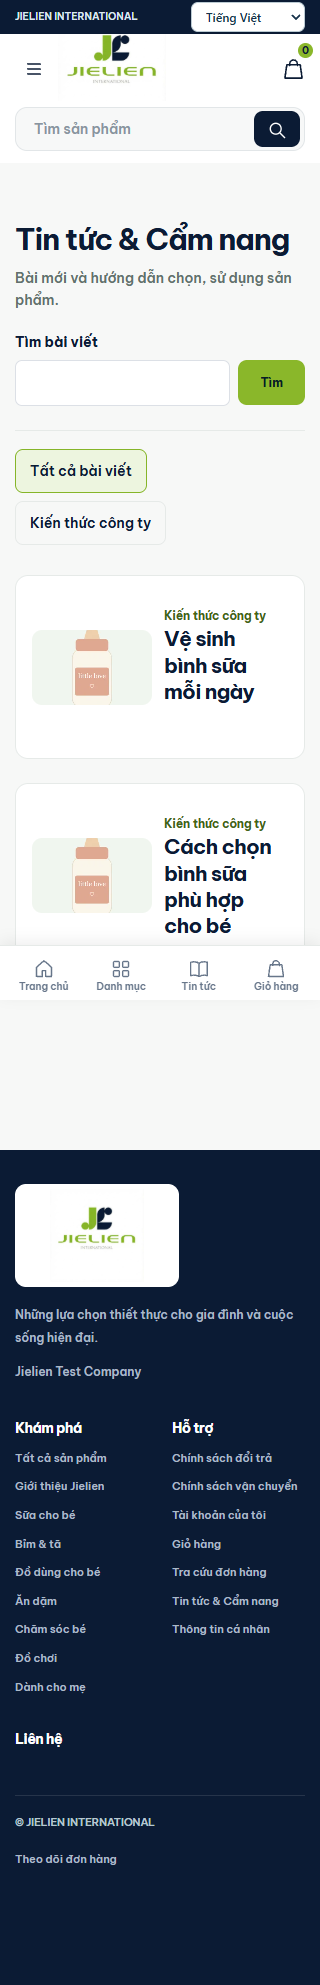 JIELIEN INTERNATIONAL
Tiếng Việt
0
JIELIEN
INTERNATIONAL
Tìm sản phẩm
Tin tức & Cẩm nang
Bài mới và hướng dẫn chọn, sử dụng sản
phẩm.
Tìm bài viết
Tìm
Tất cả bài viết
Kiến thức công ty
Kiến thức công ty
Vệ sinh
bình sữa
mỗi ngày
Kiến thức công ty
Cách chọn
bình sữa
phù hợp
cho bé
Trang chủ
Danh mục
Tin tức
Giỏ hàng
JIELIEN
INTERNATIONAL
Những lựa chọn thiết thực cho gia đình và cuộc
sống hiện đại.
Jielien Test Company
Khám phá
Tất cả sản phẩm
Giới thiệu Jielien
Sữa cho bé
Bỉm & tã
Đồ dùng cho bé
Ăn dặm
Chăm sóc bé
Đồ chơi
Dành cho mẹ
Hỗ trợ
Chính sách đổi trả
Chính sách vận chuyển
Tài khoản của tôi
Giỏ hàng
Tra cứu đơn hàng
Tin tức & Cẩm nang
Thông tin cá nhân
Liên hệ
© JIELIEN INTERNATIONAL
Theo dõi đơn hàng